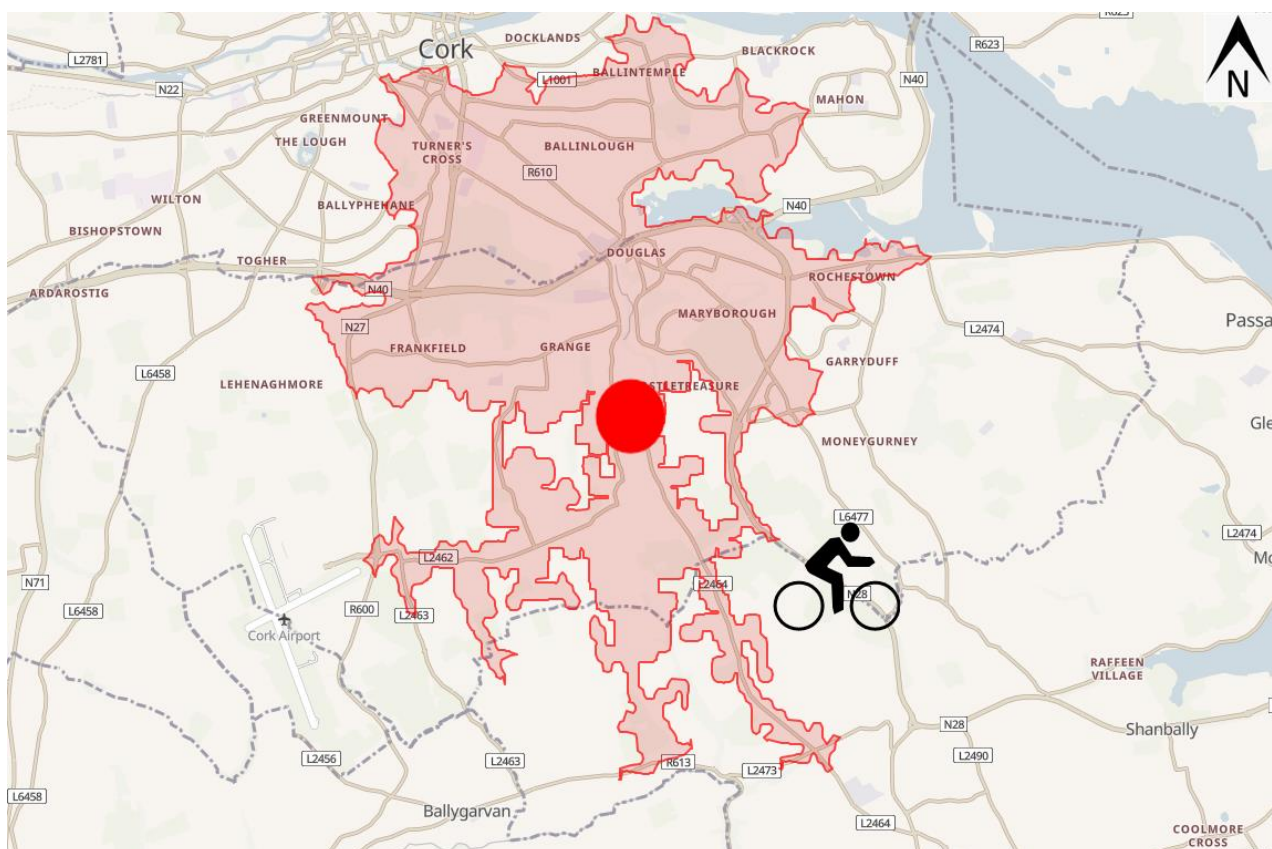 R623
DOCKLANDS
R623
Cork
BLACKROCK
L2781
BALLINTEMPLE
L1001
N40
N22
MAHON
N
GREENMOUNT
THE LOUGH
TURNER'S
CROSS
BALLINLOUGH
R610
WILTON
BALLYPHEHANE
N40
BISHOPSTOWN
DOUGLAS
TOGHER
ROCHESTOWN
ARDAROSTIG
N40
MARYBOROUGH
Passa
N27
L2474
FRANKFIELD
GRANGE
GARRYDUFF
L6458
LEHENAGHMORE
STLETREASURE
Gle
MONEYGURNEY
L6477
L2474
L2462
Mo
N71
L2464
N28
L6458
R600
L2463
Cork Airport
RAFFEEN
VILLAGE
N28
Shanbally
L2456
L2463
R613
L2473
L2490
L6458
Ballygarvan
L2464
COOLMORE
CROSS